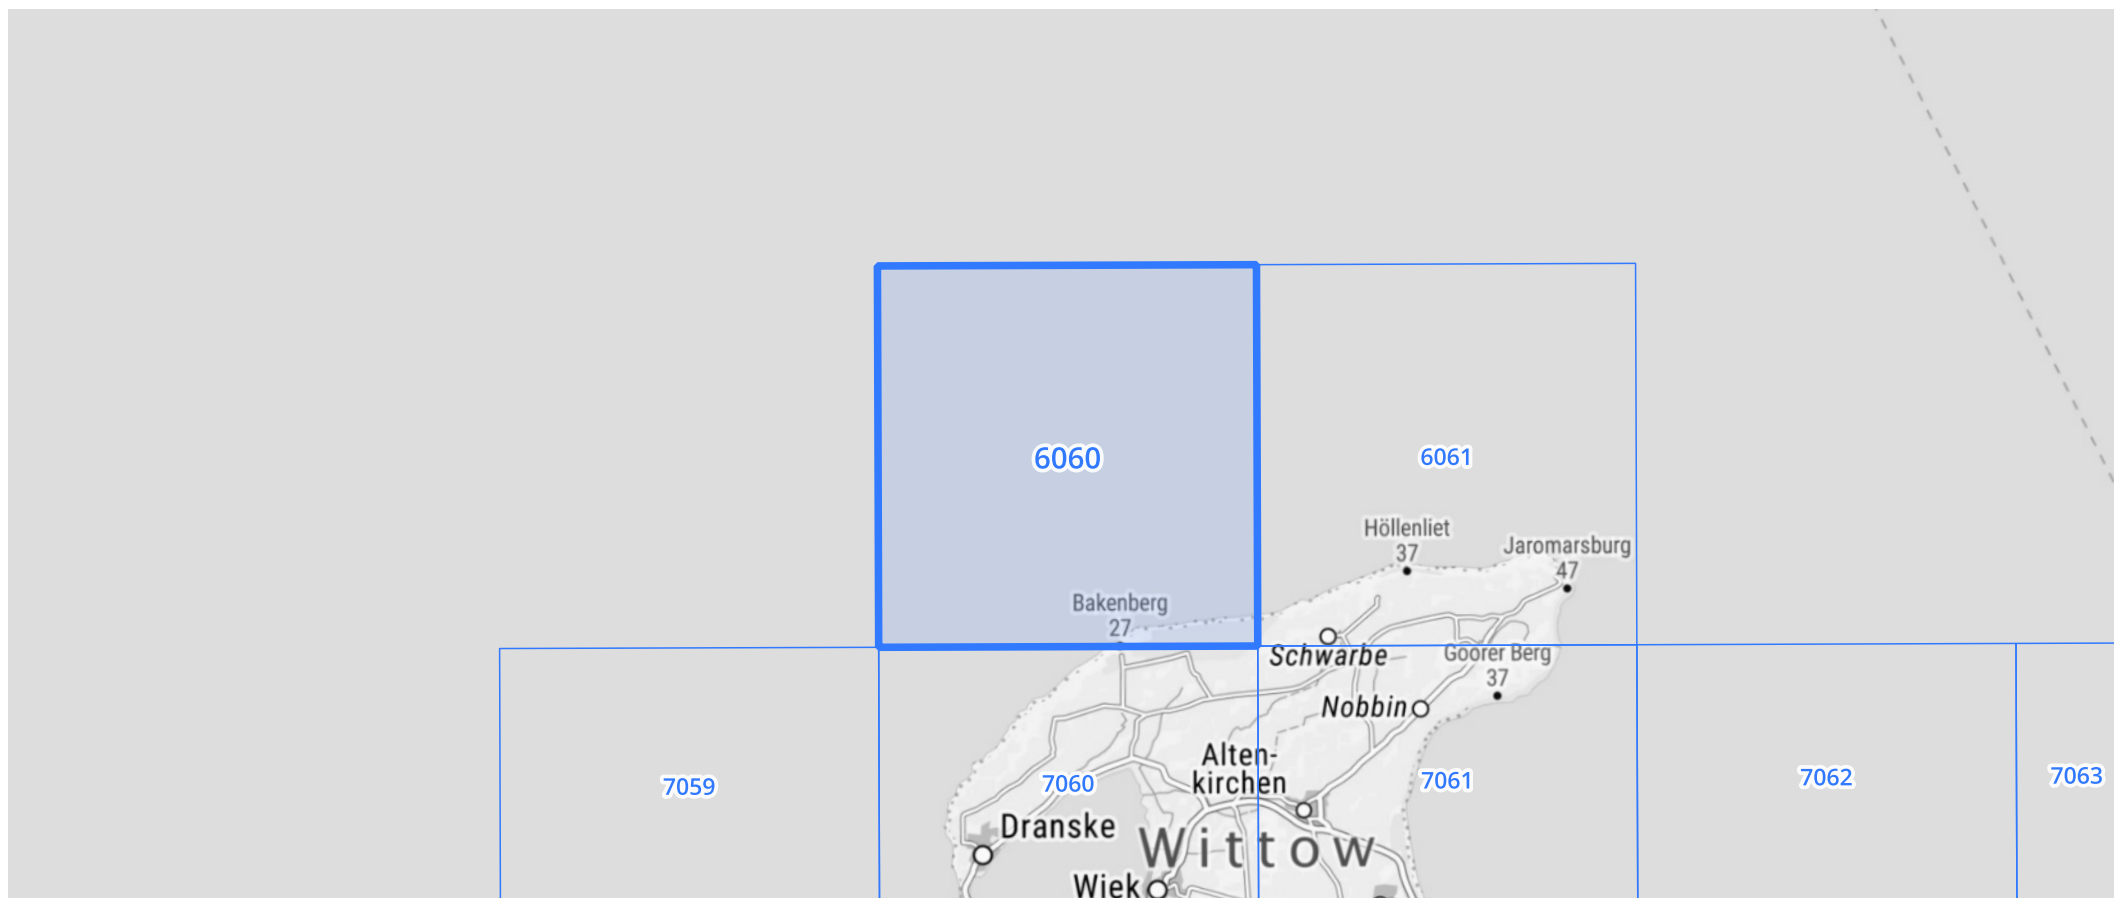 6060
6061
Höllenliet
37
Jaromarsburg
47
Bakenberg
27
Schwarbe
Goorer Berg
37
Nobbin
Alten-
kirchen
7059
7060
7061
7062
7063
Dranske
Wittow
Wiek